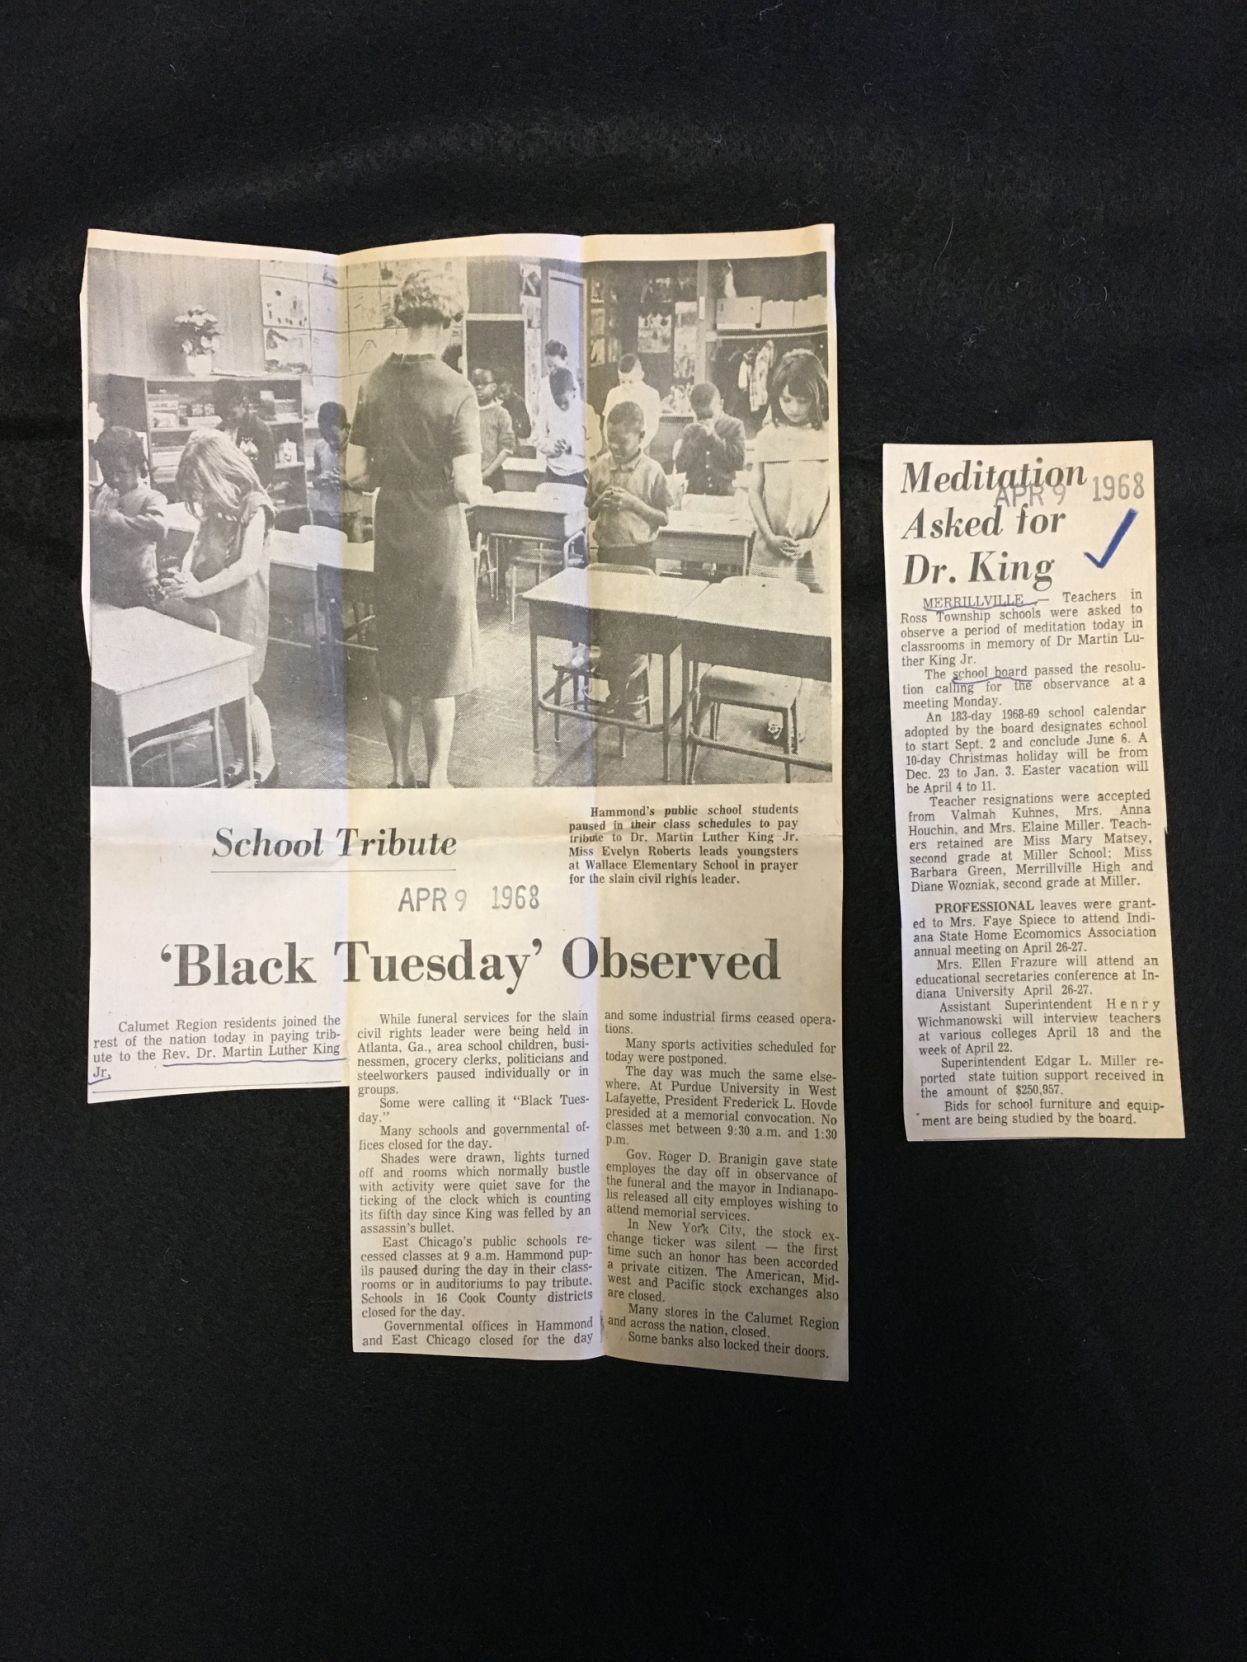 School Tribute
Hammond's public school students
paused in their class schedules to pay
tribute to Dr. Martin Luther King Jr.
Miss Evelyn Roberts leads youngsters
at Wallace Elementary School in prayer
for the slain civil rights leader.
APR 9 1968
'Black Tuesday' Observed
Calumet Region residents joined the
rest of the nation today in paying trib-
ute to the Rev. Dr. Martin Luther King
Jr.
While funeral services for the slain
civil rights leader were being held in
Atlanta, Ga., area school children, busi-
nessmen, grocery clerks, politicians and
steelworkers paused individually or in
groups.
Some were calling it "Black Tues-
day."
Many schools and governmental of-
fices closed for the day.
Shades were drawn, lights turned
off and rooms which normally bustle
with activity were quiet save for the
ticking of the clock which is counting
its fifth day since King was felled by an
assassin's bullet.
East Chicago's public schools re-
cessed classes at 9 a.m. Hammond pup-
ils paused during the day in their class-
rooms or in auditoriums to pay tribute.
Schools in 16 Cook County districts
closed for the day.
Governmental offices in Hammond
and East Chicago closed for the day
and some industrial firms ceased opera-
tions.
Many sports activities scheduled for
today were postponed.
The day was much the same else-
where. At Purdue University in West
Lafayette, President Frederick L. Hovde
presided at a memorial convocation. No
classes met between 9:30 a.m. and 1:30
p.m.
Gov. Roger D. Branigin gave state
employes the day off in observance of
the funeral and the mayor in Indianapo-
lis released all city employes wishing to
attend memorial services.
In New York City, the stock ex-
change ticker was silent — the first
time such an honor has been accorded
a private citizen. The American, Mid-
west and Pacific stock exchanges also
are closed.
Many stores in the Calumet Region
and across the nation, closed.
Some banks also locked their doors.
Meditation
APR 9 1968
Asked for
Dr. King
MERRILLVILLE — Teachers in
Ross Township schools were asked to
observe a period of meditation today in
classrooms in memory of Dr Martin Lu-
ther King Jr.
The school board passed the resolu-
tion calling for the observance at a
meeting Monday.
An 183-day 1968-69 school calendar
adopted by the board designates school
to start Sept. 2 and conclude June 6. A
10-day Christmas holiday will be from
Dec. 23 to Jan. 3. Easter vacation will
be April 4 to 11.
Teacher resignations were accepted
from Valmah Kuhnes, Mrs. Anna
Houchin, and Mrs. Elaine Miller. Teach-
ers retained are Miss Mary Matsey,
second grade at Miller School; Miss
Barbara Green, Merrillville High and
Diane Wozniak, second grade at Miller.
PROFESSIONAL leaves were grant-
ed to Mrs. Faye Spiece to attend Indi-
ana State Home Ecomomics Association
annual meeting on April 26-27.
Mrs. Ellen Frazure will attend an
educational secretaries conference at In-
diana University April 26-27.
Assistant Superintendent Henry
Wichmanowski will interview teachers
at various colleges April 18 and the
week of April 22.
Superintendent Edgar L. Miller re-
ported state tuition support received in
the amount of $250,957.
Bids for school furniture and equip-
ment are being studied by the board.